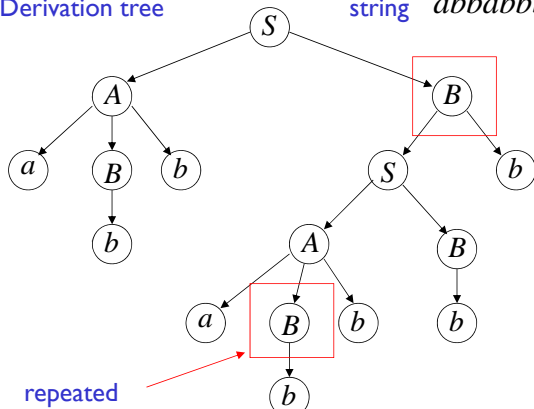 Derivation tree string abbabb
S
A B
a B b S b
b A B
a B b b
repeated b